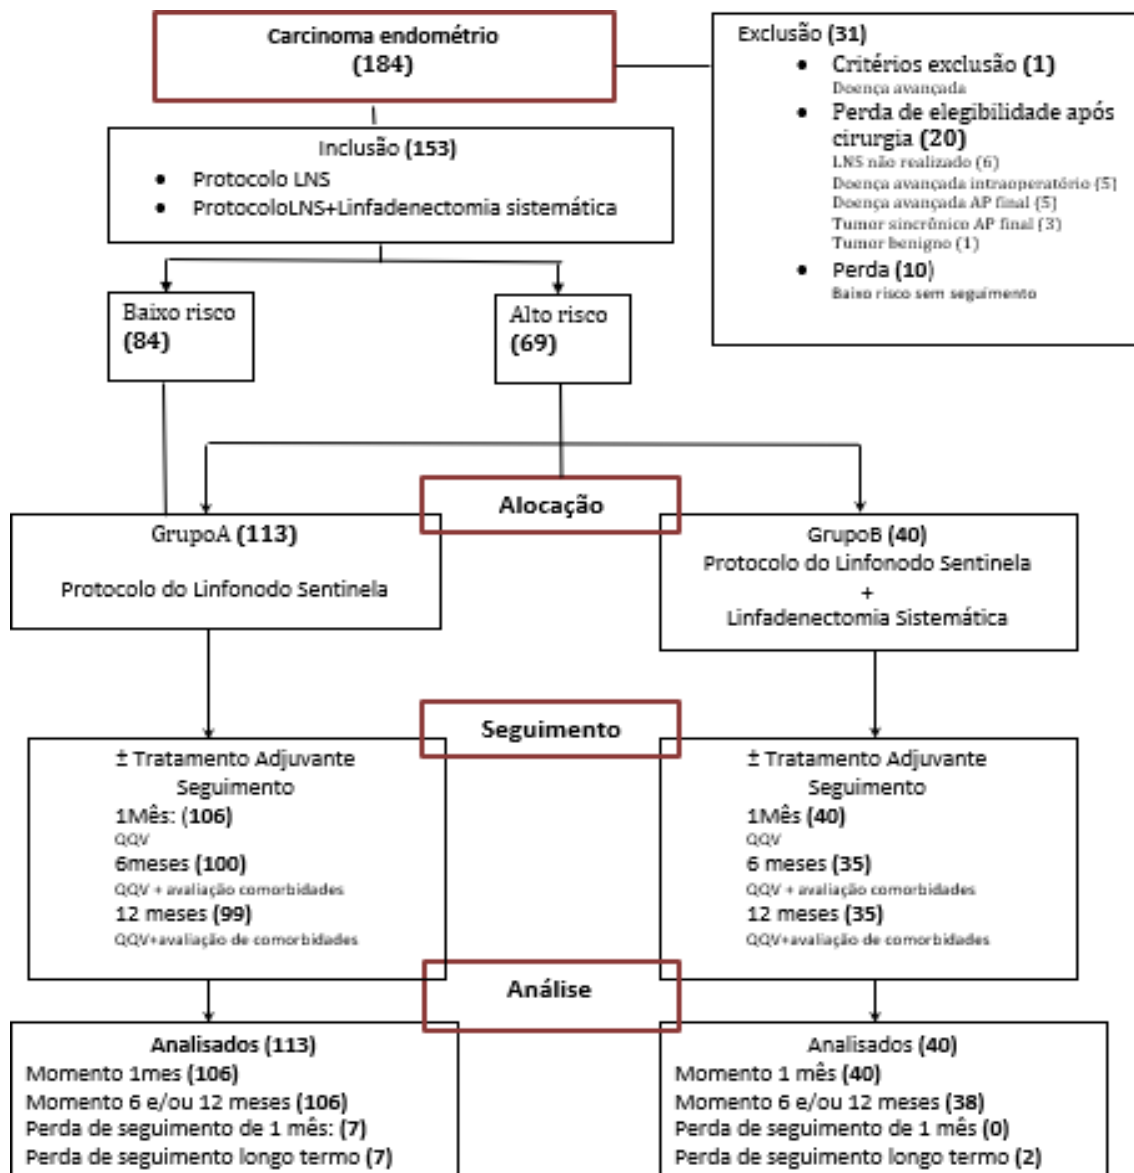 Carcinoma endométrio
(184)
Exclusão (31)
• Critérios exclusão (1)
Doença avançada
• Perda de elegibilidade após
cirurgia (20)
LNS não realizado (6)
Doença avançada intraoperatório (5)
Doença avançada AP final (5)
Tumor sincrônico AP final (3)
Tumor benigno (1)
• Perda (10)
Baixo risco sem seguimento
Inclusão (153)
• Protocolo LNS
• ProtocoloLNS+Linfadenectomia sistemática
Baixo risco
(84)
Alto risco
(69)
Alocação
GrupoA (113)
Protocolo do Linfonodo Sentinela
GrupoB (40)
Protocolo do Linfonodo Sentinela
+
Linfadenectomia Sistemática
Seguimento
± Tratamento Adjuvante
Seguimento
1Mês: (106)
QQV
6meses (100)
QQV + avaliação comorbidades
12 meses (99)
QQV+avaliação de comorbidades
± Tratamento Adjuvante
Seguimento
1Mês (40)
QQV
6 meses (35)
QQV + avaliação comorbidades
12 meses (35)
QQV+avaliação de comorbidades
Análise
Analisados (113)
Momento 1mes (106)
Momento 6 e/ou 12 meses (106)
Perda de seguimento de 1 mês: (7)
Perda de seguimento longo termo (7)
Analisados (40)
Momento 1 mês (40)
Momento 6 e/ou 12 meses (38)
Perda de seguimento de 1 mês (0)
Perda de seguimento longo termo (2)